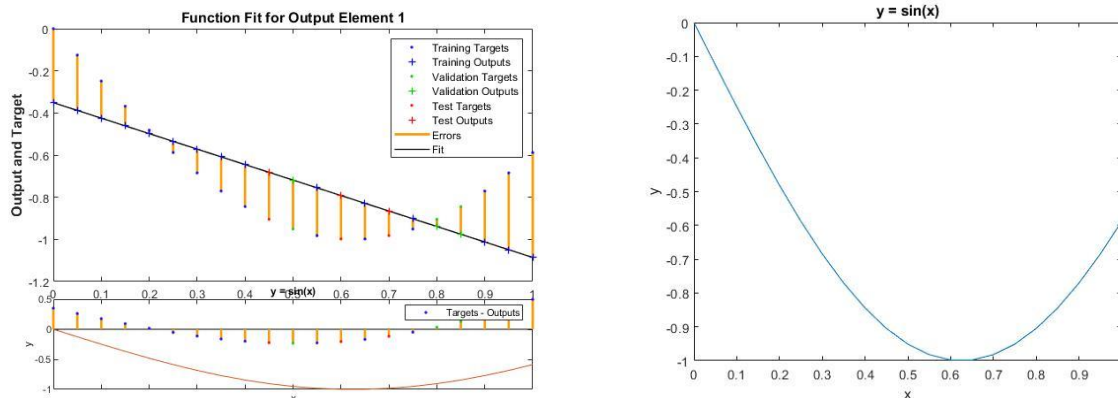 Function Fit for Output Element 1
Output and Target
0
-0.2
-0.4
-0.6
-0.8
-1
-1.2
Training Targets
Training Outputs
Validation Targets
Validation Outputs
Test Targets
Test Outputs
Errors
Fit
0 0.1 0.2 0.3 0.4 0.5 0.6 0.7 0.8 0.9 1
y = sin(x)
y
0.5
0
-0.5
-1
Targets - Outputs
y = sin(x)
y
0
-0.1
-0.2
-0.3
-0.4
-0.5
-0.6
-0.7
-0.8
-0.9
-1
0 0.1 0.2 0.3 0.4 0.5 0.6 0.7 0.8 0.9
x